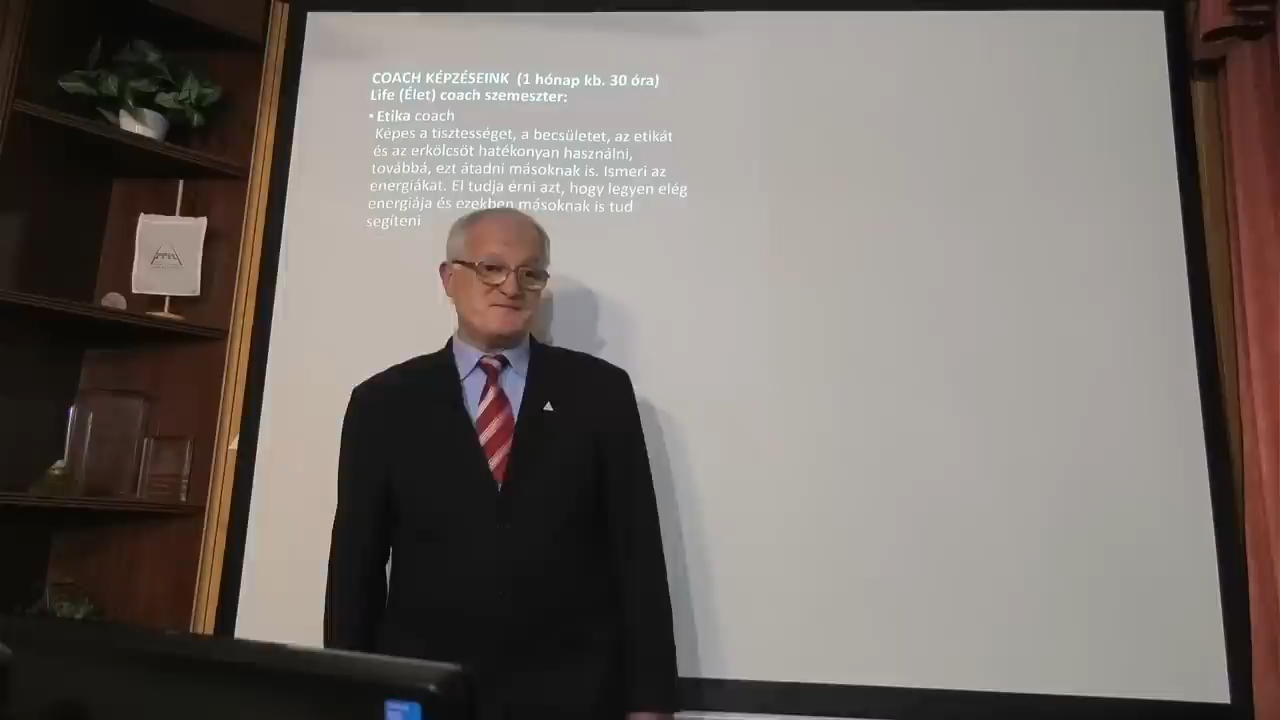 COACH KÉPZÉSEINK (1 hónap kb. 30 óra)
Life (Élet) coach szemeszter:
• Etika coach
Képes a tisztességet, a becsületet, az etikát
és az erkölcsöt hatékonyan használni,
továbbá, ezt átadni másoknak is. Ismeri az
energiákat. El tudja érni azt, hogy legyen elég
energiája és ezekben másoknak is tud
segíteni